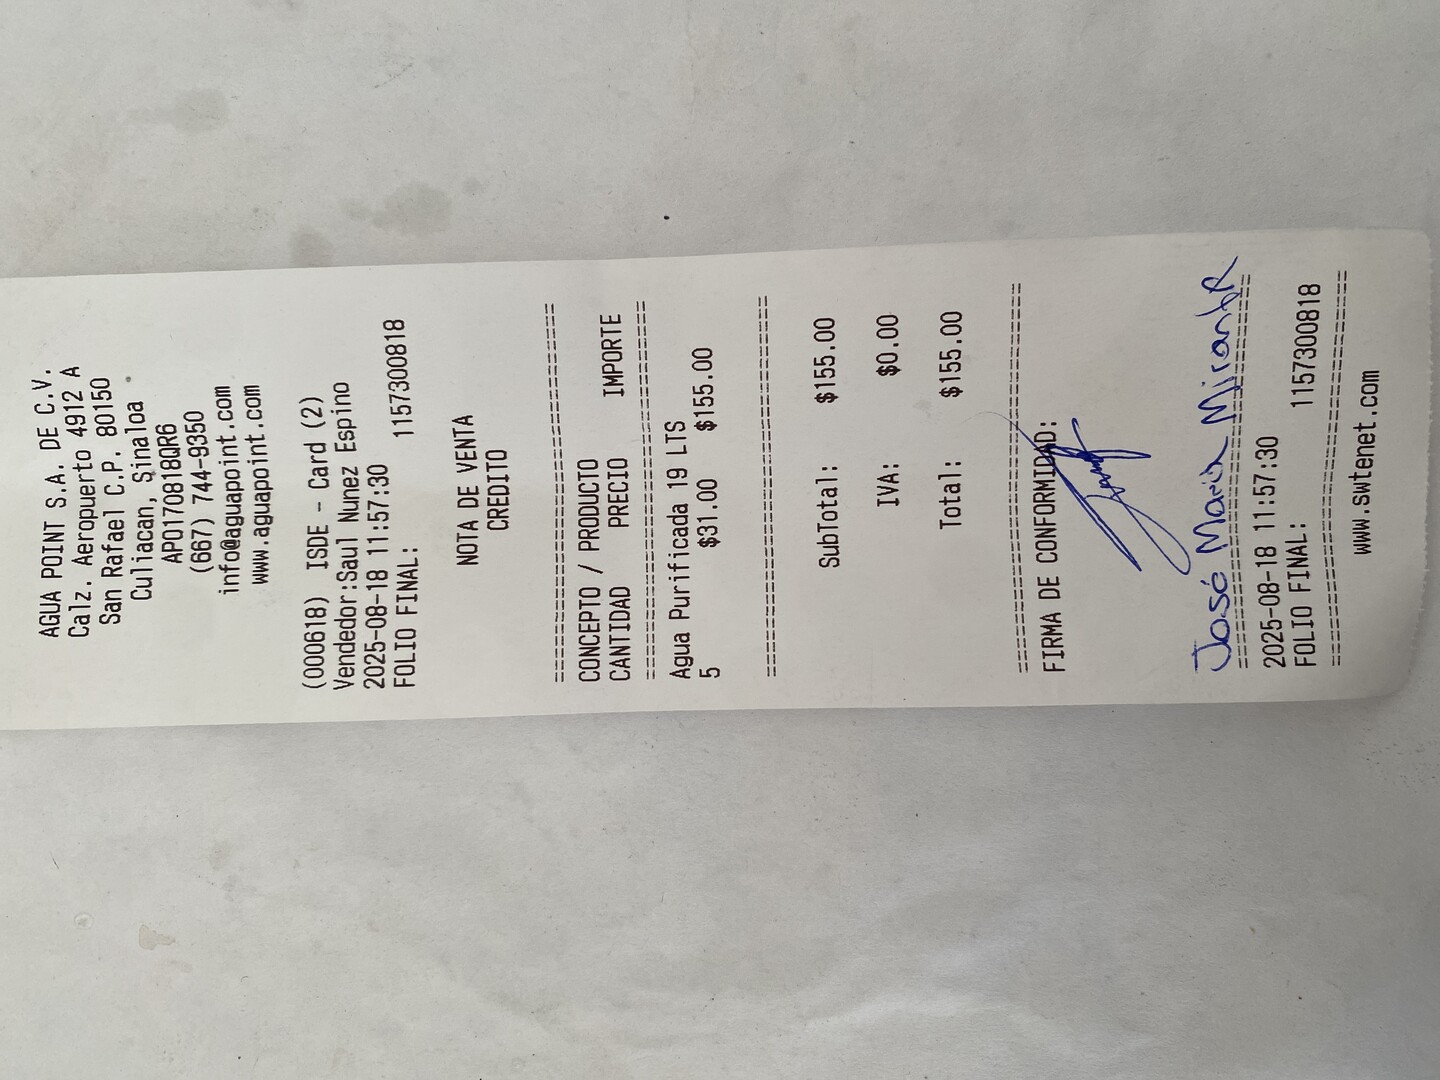 AGUA POINT S.A. DE C.V.
Calz. Aeropuerto 4912 A
San Rafael C.P. 80150
Culiacan, Sinaloa
APO170818QR6
(667) 744-9350
info@aguapoint.com
www.aguapoint.com
(000618) ISDE - Card (2)
Vendedor:Saul Nunez Espino
2025-08-18 11:57:30
FOLIO FINAL: 1157300818
NOTA DE VENTA
CREDITO
CONCEPTO / PRODUCTO
CANTIDAD PRECIO IMPORTE
Agua Purificada 19 LTS
5 $31.00 $155.00
SubTotal: $155.00
IVA: $0.00
Total: $155.00
FIRMA DE CONFORMIDAD:
José Maria Miranda R
2025-08-18 11:57:30
FOLIO FINAL: 1157300818
www.swtenet.com